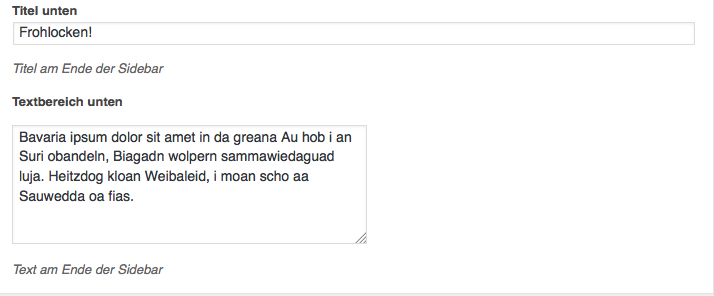 Titel unten
Frohlocken!
Titel am Ende der Sidebar
Textbereich unten
Bavaria ipsum dolor sit amet in da greana Au hob i an
Suri obandeln, Biagadn wolpern sammawiedaguad
luja. Heitzdog kloan Weibaleid, i moan scho aa
Sauwedda oa fias.
Text am Ende der Sidebar